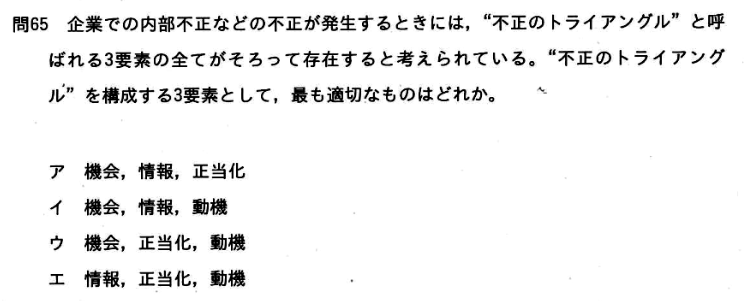 問65 企業での内部不正などの不正が発生するときには，“不正のトライアングル”と呼
ばれる3要素の全てがそろって存在すると考えられている。“不正のトライアング
ル”を構成する3要素として，最も適切なものはどれか。
ア 機会，情報，正当化
イ 機会，情報，動機
ウ 機会，正当化，動機
エ 情報，正当化，動機